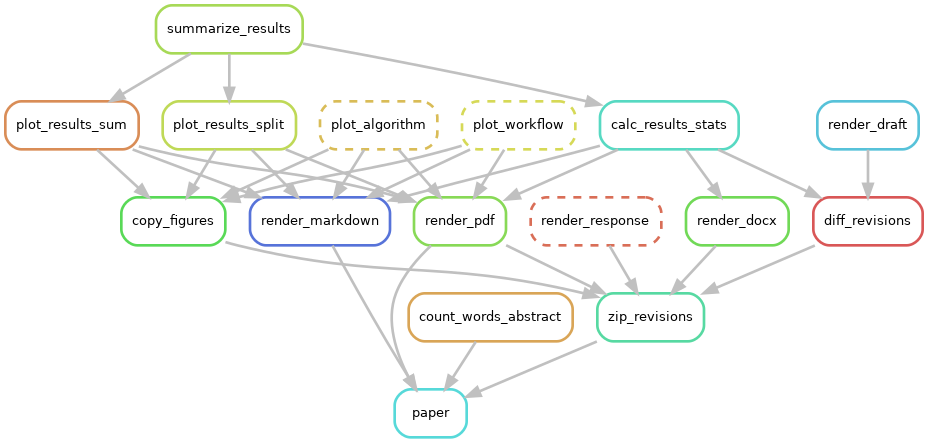 summarize_results
plot_results_sum
plot_results_split
plot_algorithm
plot_workflow
calc_results_stats
render_draft
copy_figures
render_markdown
render_pdf
render_response
render_docx
diff_revisions
count_words_abstract
zip_revisions
paper